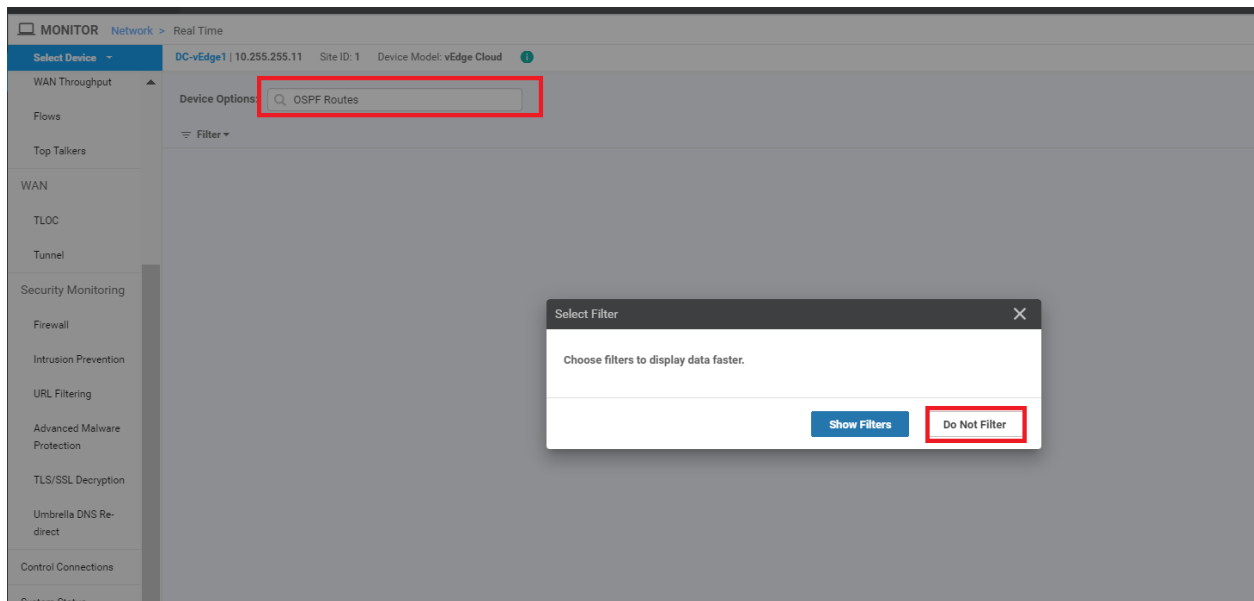 MONITOR Network > Real Time
Select Device
DC-vEdge1 | 10.255.255.11 Site ID: 1 Device Model: vEdge Cloud i
WAN Throughput
Flows
Top Talkers
WAN
TLOC
Tunnel
Security Monitoring
Firewall
Intrusion Prevention
URL Filtering
Advanced Malware
Protection
TLS/SSL Decryption
Umbrella DNS Re-
direct
Control Connections
System Status
Device Options: OSPF Routes
Filter
Select Filter
Choose filters to display data faster.
Show Filters Do Not Filter